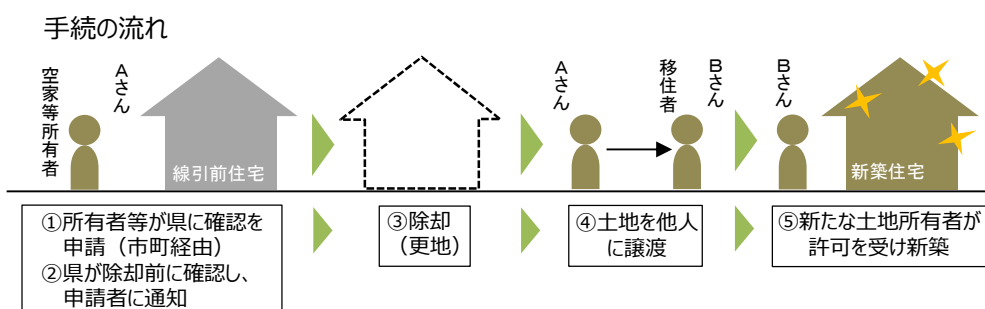 手続の流れ
空家等所有者
Aさん
線引前住宅
Aさん
移住者
Bさん
Bさん
新築住宅
①所有者等が県に確認を
申請（市町経由）
②県が除却前に確認し、
申請者に通知
③除却
（更地）
④土地を他人
に譲渡
⑤新たな土地所有者が
許可を受け新築